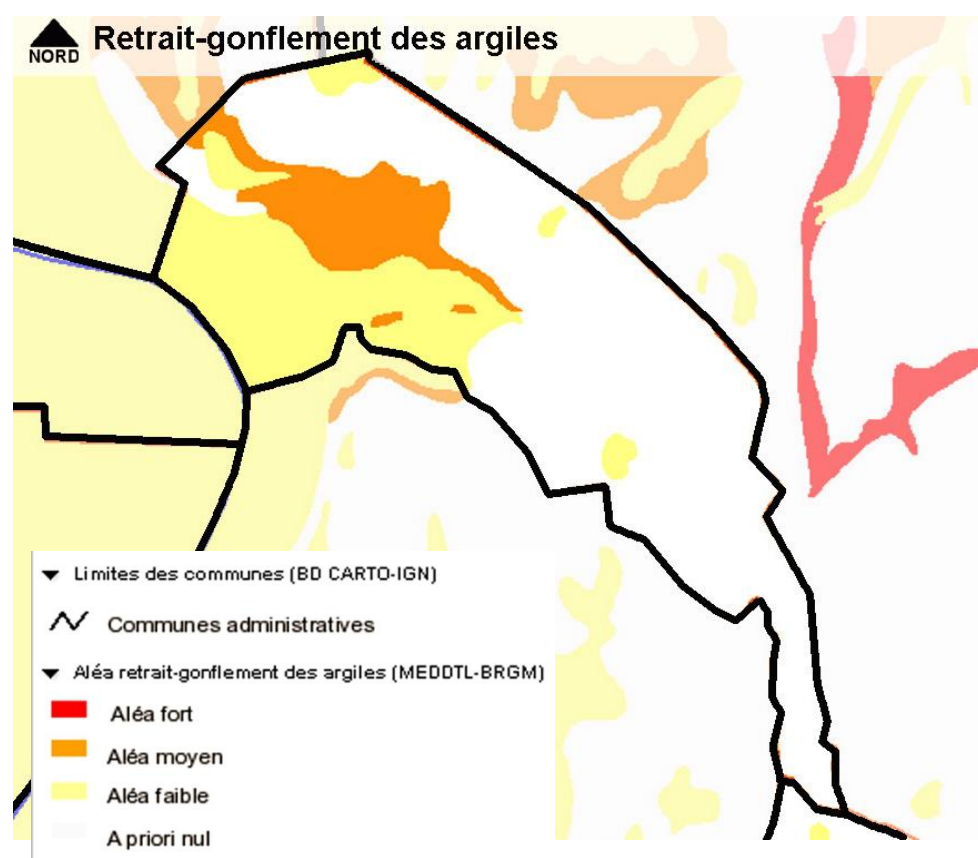 Retrait-gonflement des argiles
NORD
Limites des communes (BD CARTO-IGN)
Communes administratives
Aléa retrait-gonflement des argiles (MEDDTL-BRGM)
Aléa fort
Aléa moyen
Aléa faible
A priori nul